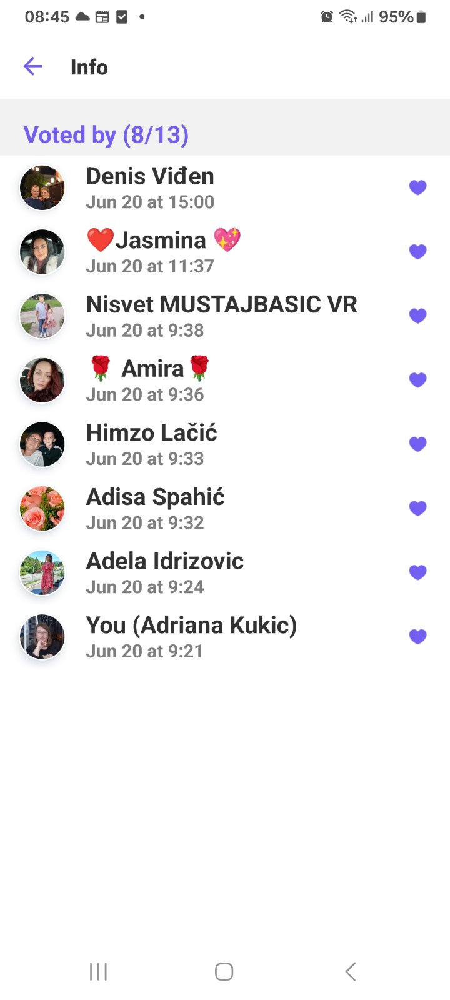 08:45
95%
Info
Voted by (8/13)
Denis Viđen
Jun 20 at 15:00
❤️Jasmina 💖
Jun 20 at 11:37
Nisvet MUSTAJBASIC VR
Jun 20 at 9:38
🌹 Amira🌹
Jun 20 at 9:36
Himzo Lačić
Jun 20 at 9:33
Adisa Spahić
Jun 20 at 9:32
Adela Idrizovic
Jun 20 at 9:24
You (Adriana Kukic)
Jun 20 at 9:21